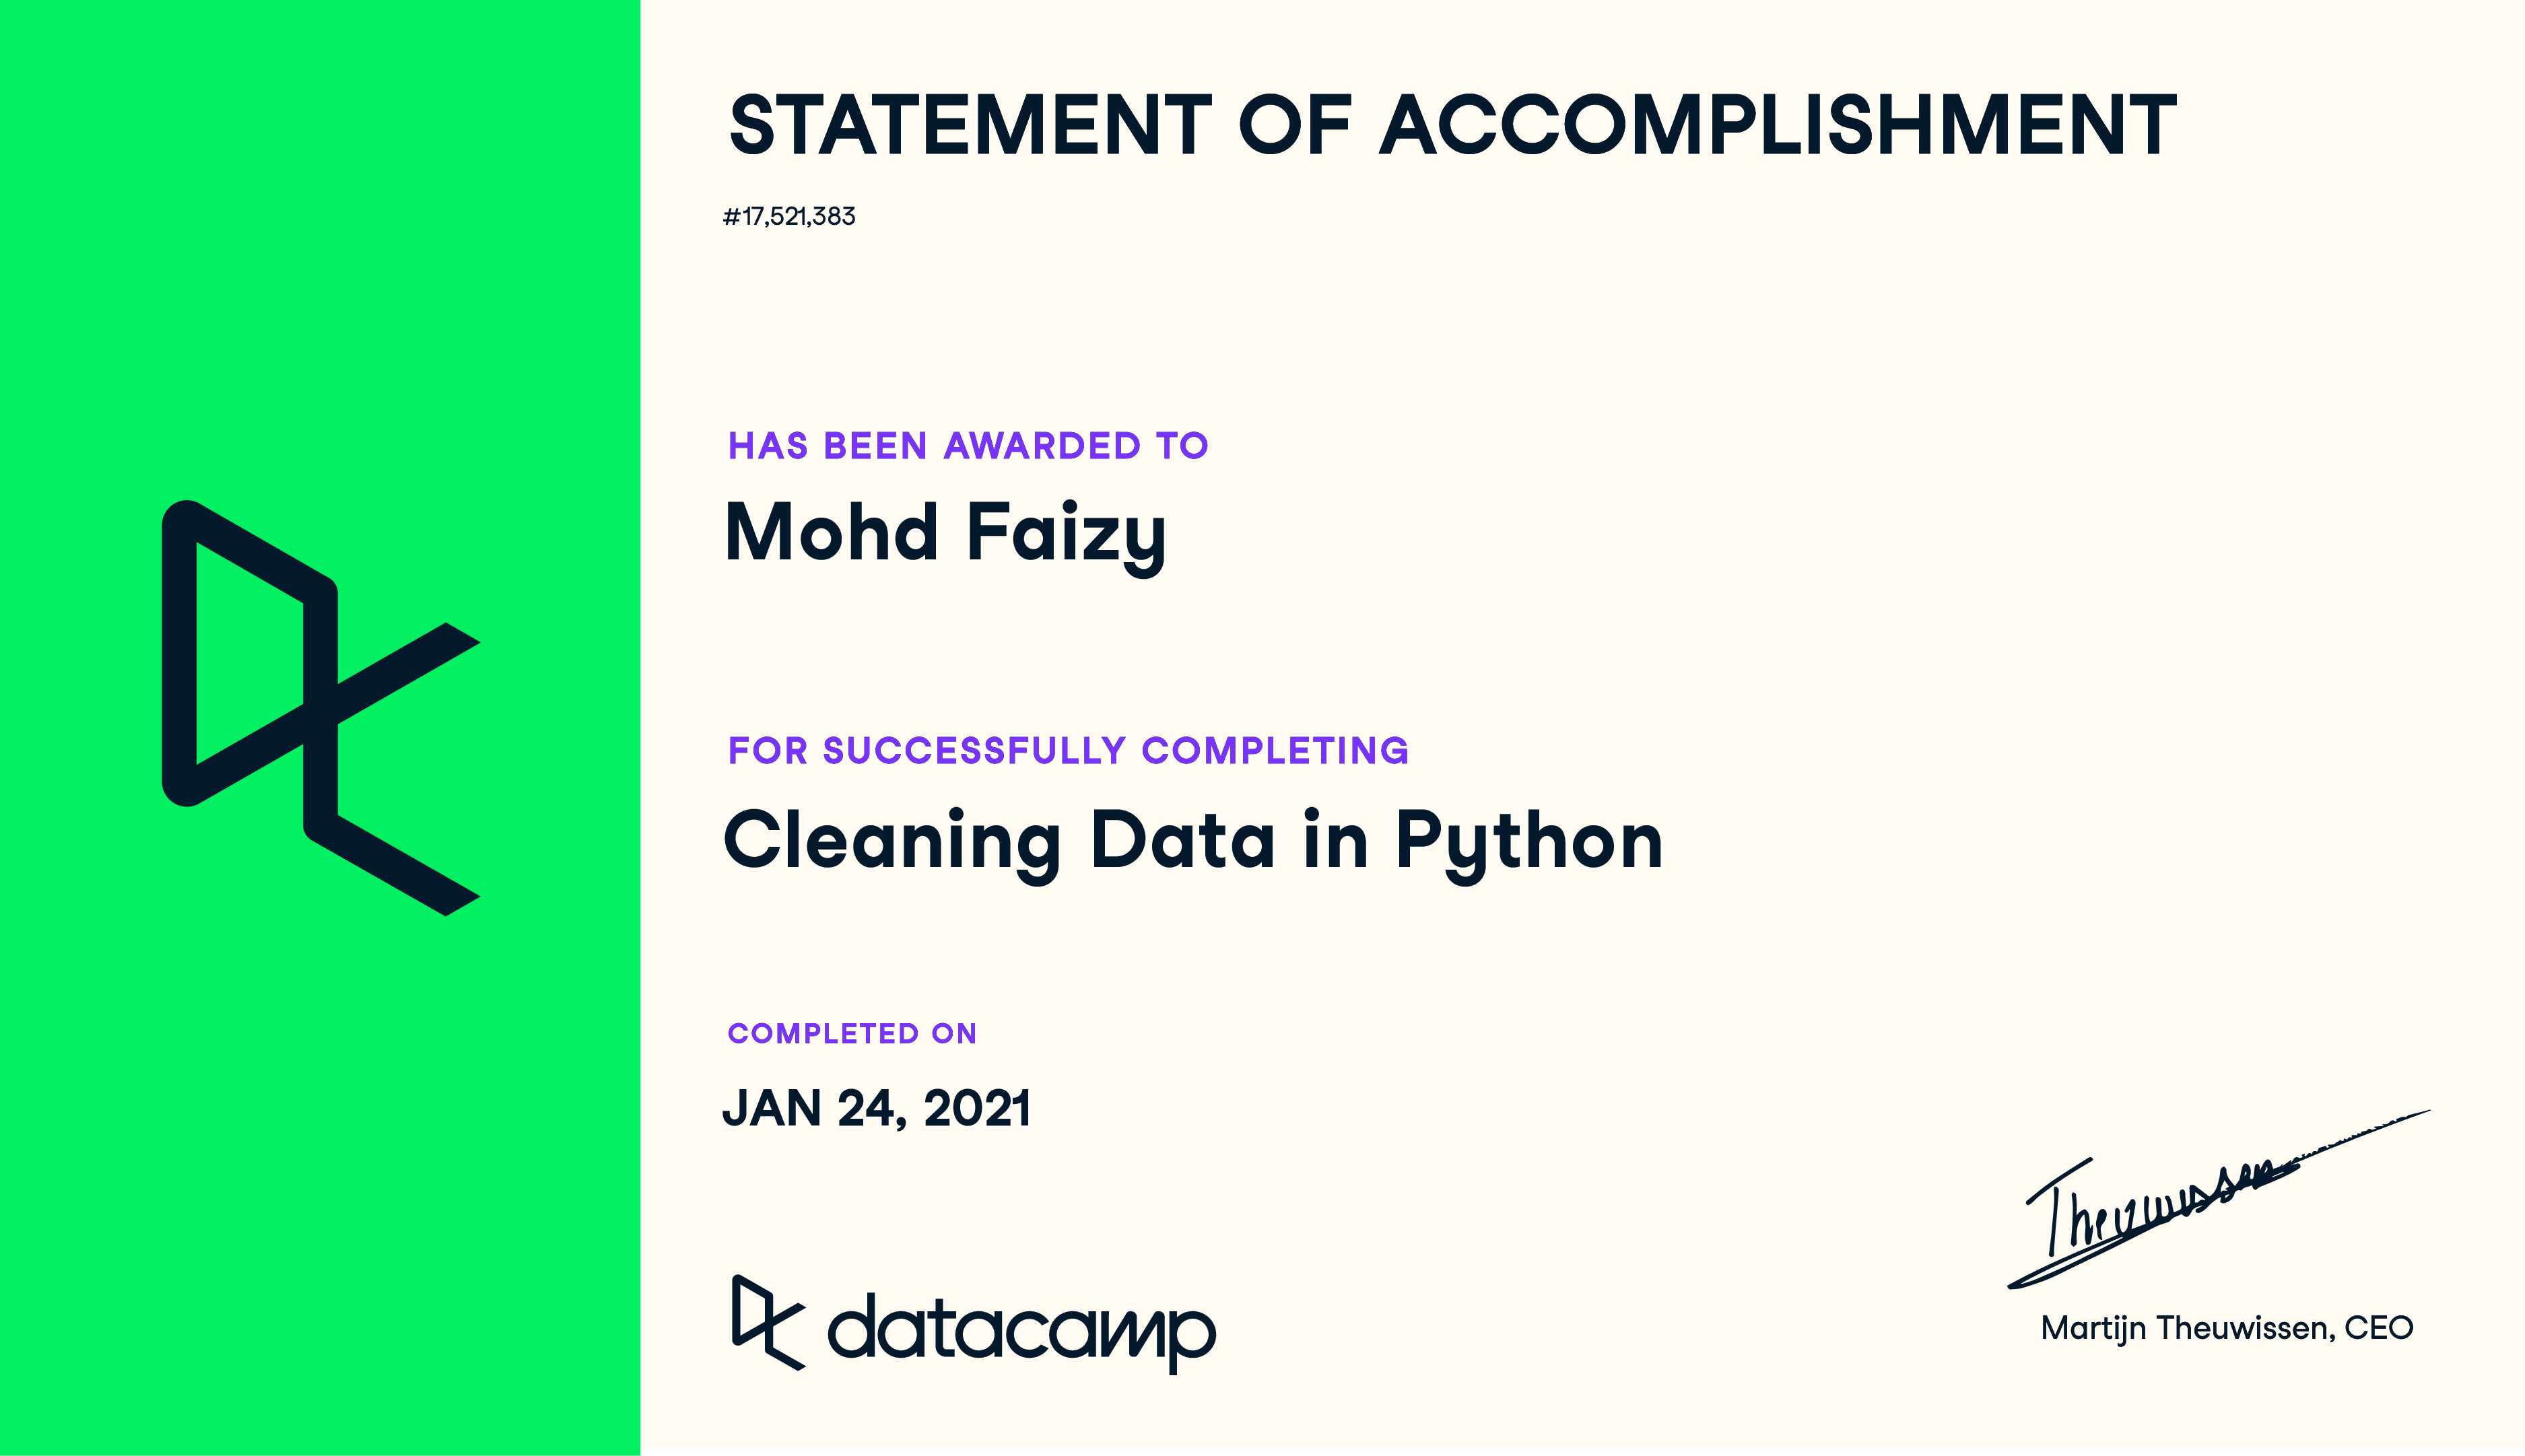 STATEMENT OF ACCOMPLISHMENT
#17,521,383
HAS BEEN AWARDED TO
Mohd Faizy
FOR SUCCESSFULLY COMPLETING
Cleaning Data in Python
COMPLETED ON
JAN 24, 2021
Theuwissen
datacamp
Martijn Theuwissen, CEO